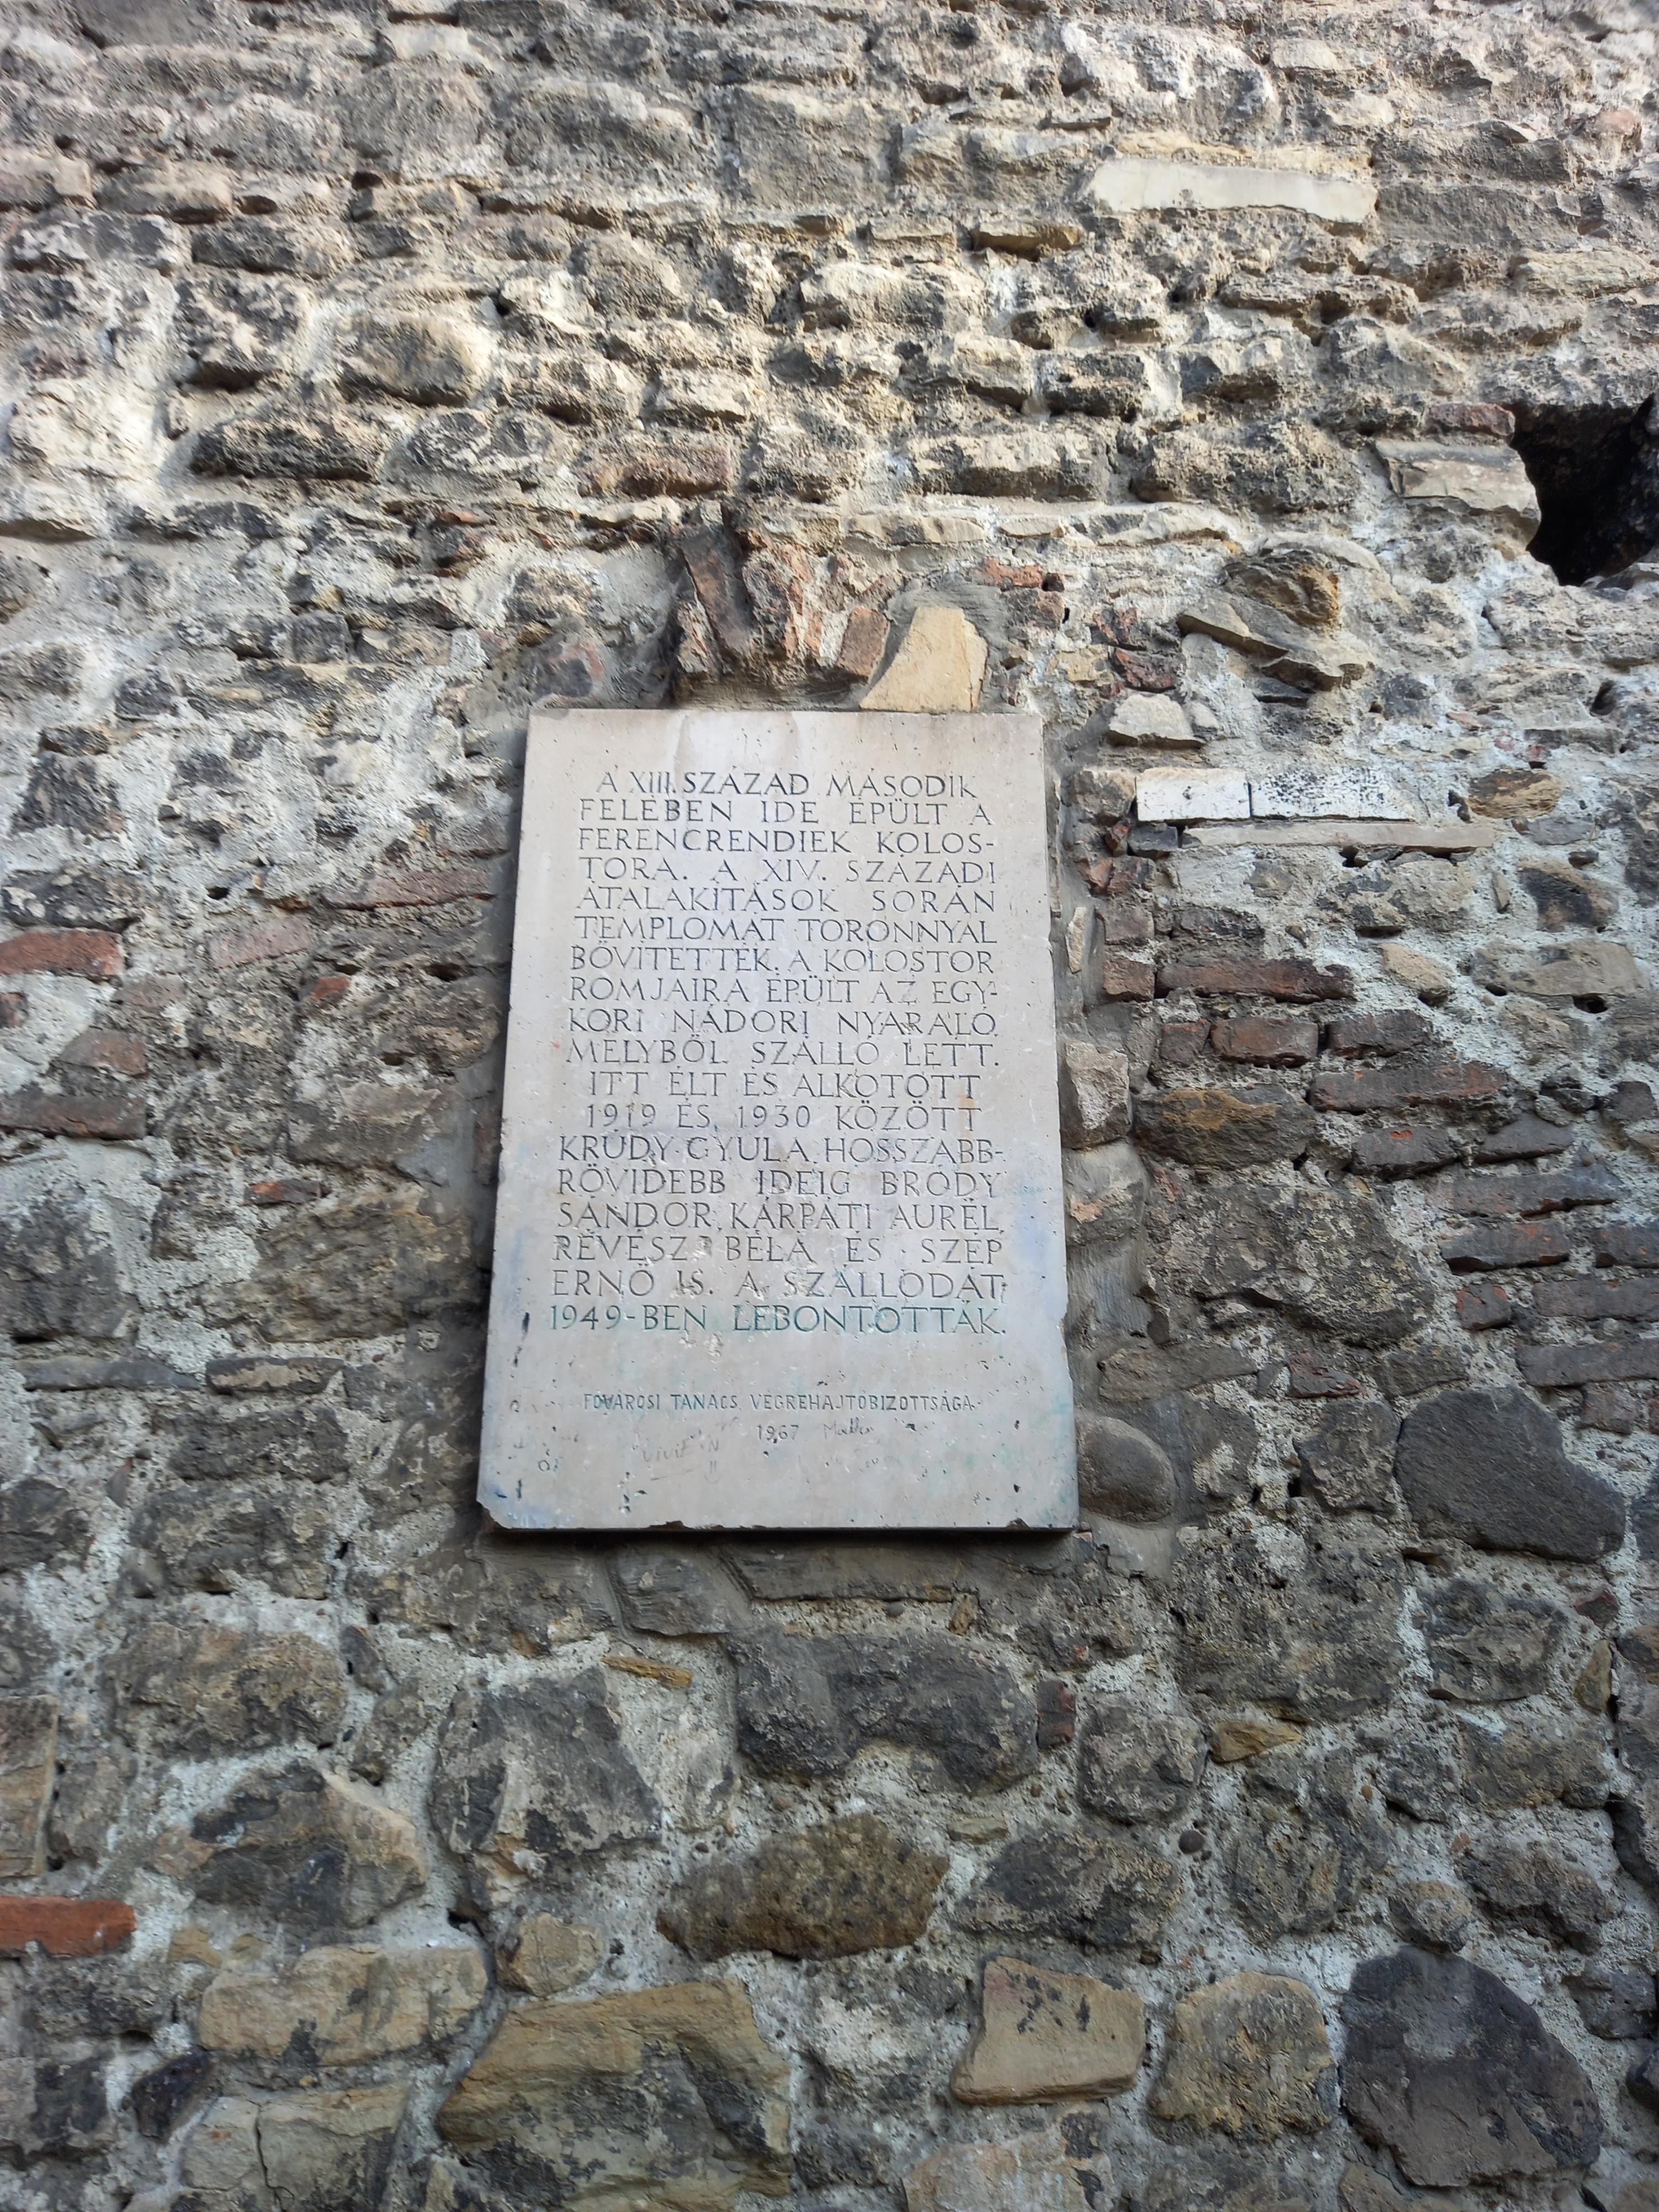 A XIII. SZÁZAD MÁSODIK
FELÉBEN IDE ÉPÜLT A
FERENCRENDIEK KOLOS-
TORA. A XIV. SZÁZADI
ÁTALAKÍTÁSOK SORÁN
TEMPLOMÁT TORONNYAL
BŐVÍTETTÉK. A KOLOSTOR
ROMJAIRA ÉPÜLT AZ EGY-
KORI NÁDORI NYARALÓ,
MELYBŐL SZÁLLÓ LETT.
ITT ÉLT ÉS ALKOTOTT
1919 ÉS 1930 KÖZÖTT
KRÚDY GYULA, HOSSZABB-
RÖVIDEBB IDEIG BRÓDY
SÁNDOR, KÁRPÁTI AURÉL,
RÉVÉSZ BÉLA ÉS SZÉP
ERNŐ IS. A SZÁLLODÁT
1949-BEN LEBONTOTTÁK.
FŐVÁROSI TANÁCS VÉGREHAJTÓBIZOTTSÁGA
1967